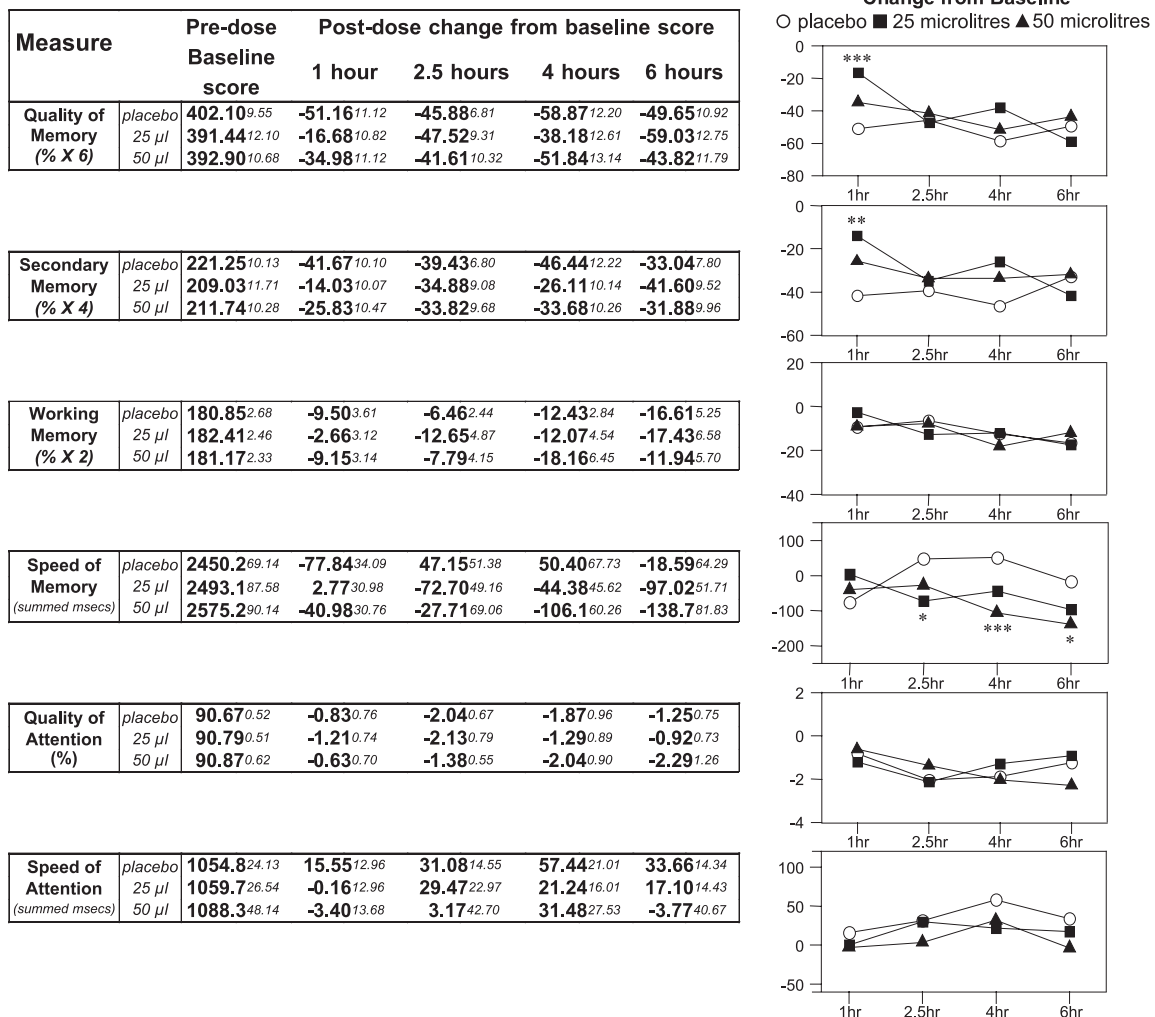 Change from Baseline
○ placebo ■ 25 microlitres ▲ 50 microlitres
Measure Pre-dose Baseline score Post-dose change from baseline score
1 hour 2.5 hours 4 hours 6 hours
Quality of Memory (% X 6)
placebo 402.10 9.55 -51.16 11.12 -45.88 6.81 -58.87 12.20 -49.65 10.92
25 µl 391.44 12.10 -16.68 10.82 -47.52 9.31 -38.18 12.61 -59.03 12.75
50 µl 392.90 10.68 -34.98 11.12 -41.61 10.32 -51.84 13.14 -43.82 11.79
Secondary Memory (% X 4)
placebo 221.25 10.13 -41.67 10.10 -39.43 6.80 -46.44 12.22 -33.04 7.80
25 µl 209.03 11.71 -14.03 10.07 -34.88 9.08 -26.11 10.14 -41.60 9.52
50 µl 211.74 10.28 -25.83 10.47 -33.82 9.68 -33.68 10.26 -31.88 9.96
Working Memory (% X 2)
placebo 180.85 2.68 -9.50 3.61 -6.46 2.44 -12.43 2.84 -16.61 5.25
25 µl 182.41 2.46 -2.66 3.12 -12.65 4.87 -12.07 4.54 -17.43 6.58
50 µl 181.17 2.33 -9.15 3.14 -7.79 4.15 -18.16 6.45 -11.94 5.70
Speed of Memory (summed msecs)
placebo 2450.2 69.14 -77.84 34.09 47.15 51.38 50.40 67.73 -18.59 64.29
25 µl 2493.1 87.58 2.77 30.98 -72.70 49.16 -44.38 45.62 -97.02 51.71
50 µl 2575.2 90.14 -40.98 30.76 -27.71 69.06 -106.1 60.26 -138.7 81.83
Quality of Attention (%)
placebo 90.67 0.52 -0.83 0.76 -2.04 0.67 -1.87 0.96 -1.25 0.75
25 µl 90.79 0.51 -1.21 0.74 -2.13 0.79 -1.29 0.89 -0.92 0.73
50 µl 90.87 0.62 -0.63 0.70 -1.38 0.55 -2.04 0.90 -2.29 1.26
Speed of Attention (summed msecs)
placebo 1054.8 24.13 15.55 12.96 31.08 14.55 57.44 21.01 33.66 14.34
25 µl 1059.7 26.54 -0.16 12.96 29.47 22.97 21.24 16.01 17.10 14.43
50 µl 1088.3 48.14 -3.40 13.68 3.17 42.70 31.48 27.53 -3.77 40.67
0
***
-20
-40
-60
-80
1hr 2.5hr 4hr 6hr
0
**
-20
-40
-60
1hr 2.5hr 4hr 6hr
20
0
-20
-40
1hr 2.5hr 4hr 6hr
100
0
-100
* *** *
-200
1hr 2.5hr 4hr 6hr
2
0
-2
-4
1hr 2.5hr 4hr 6hr
100
50
0
-50
1hr 2.5hr 4hr 6hr